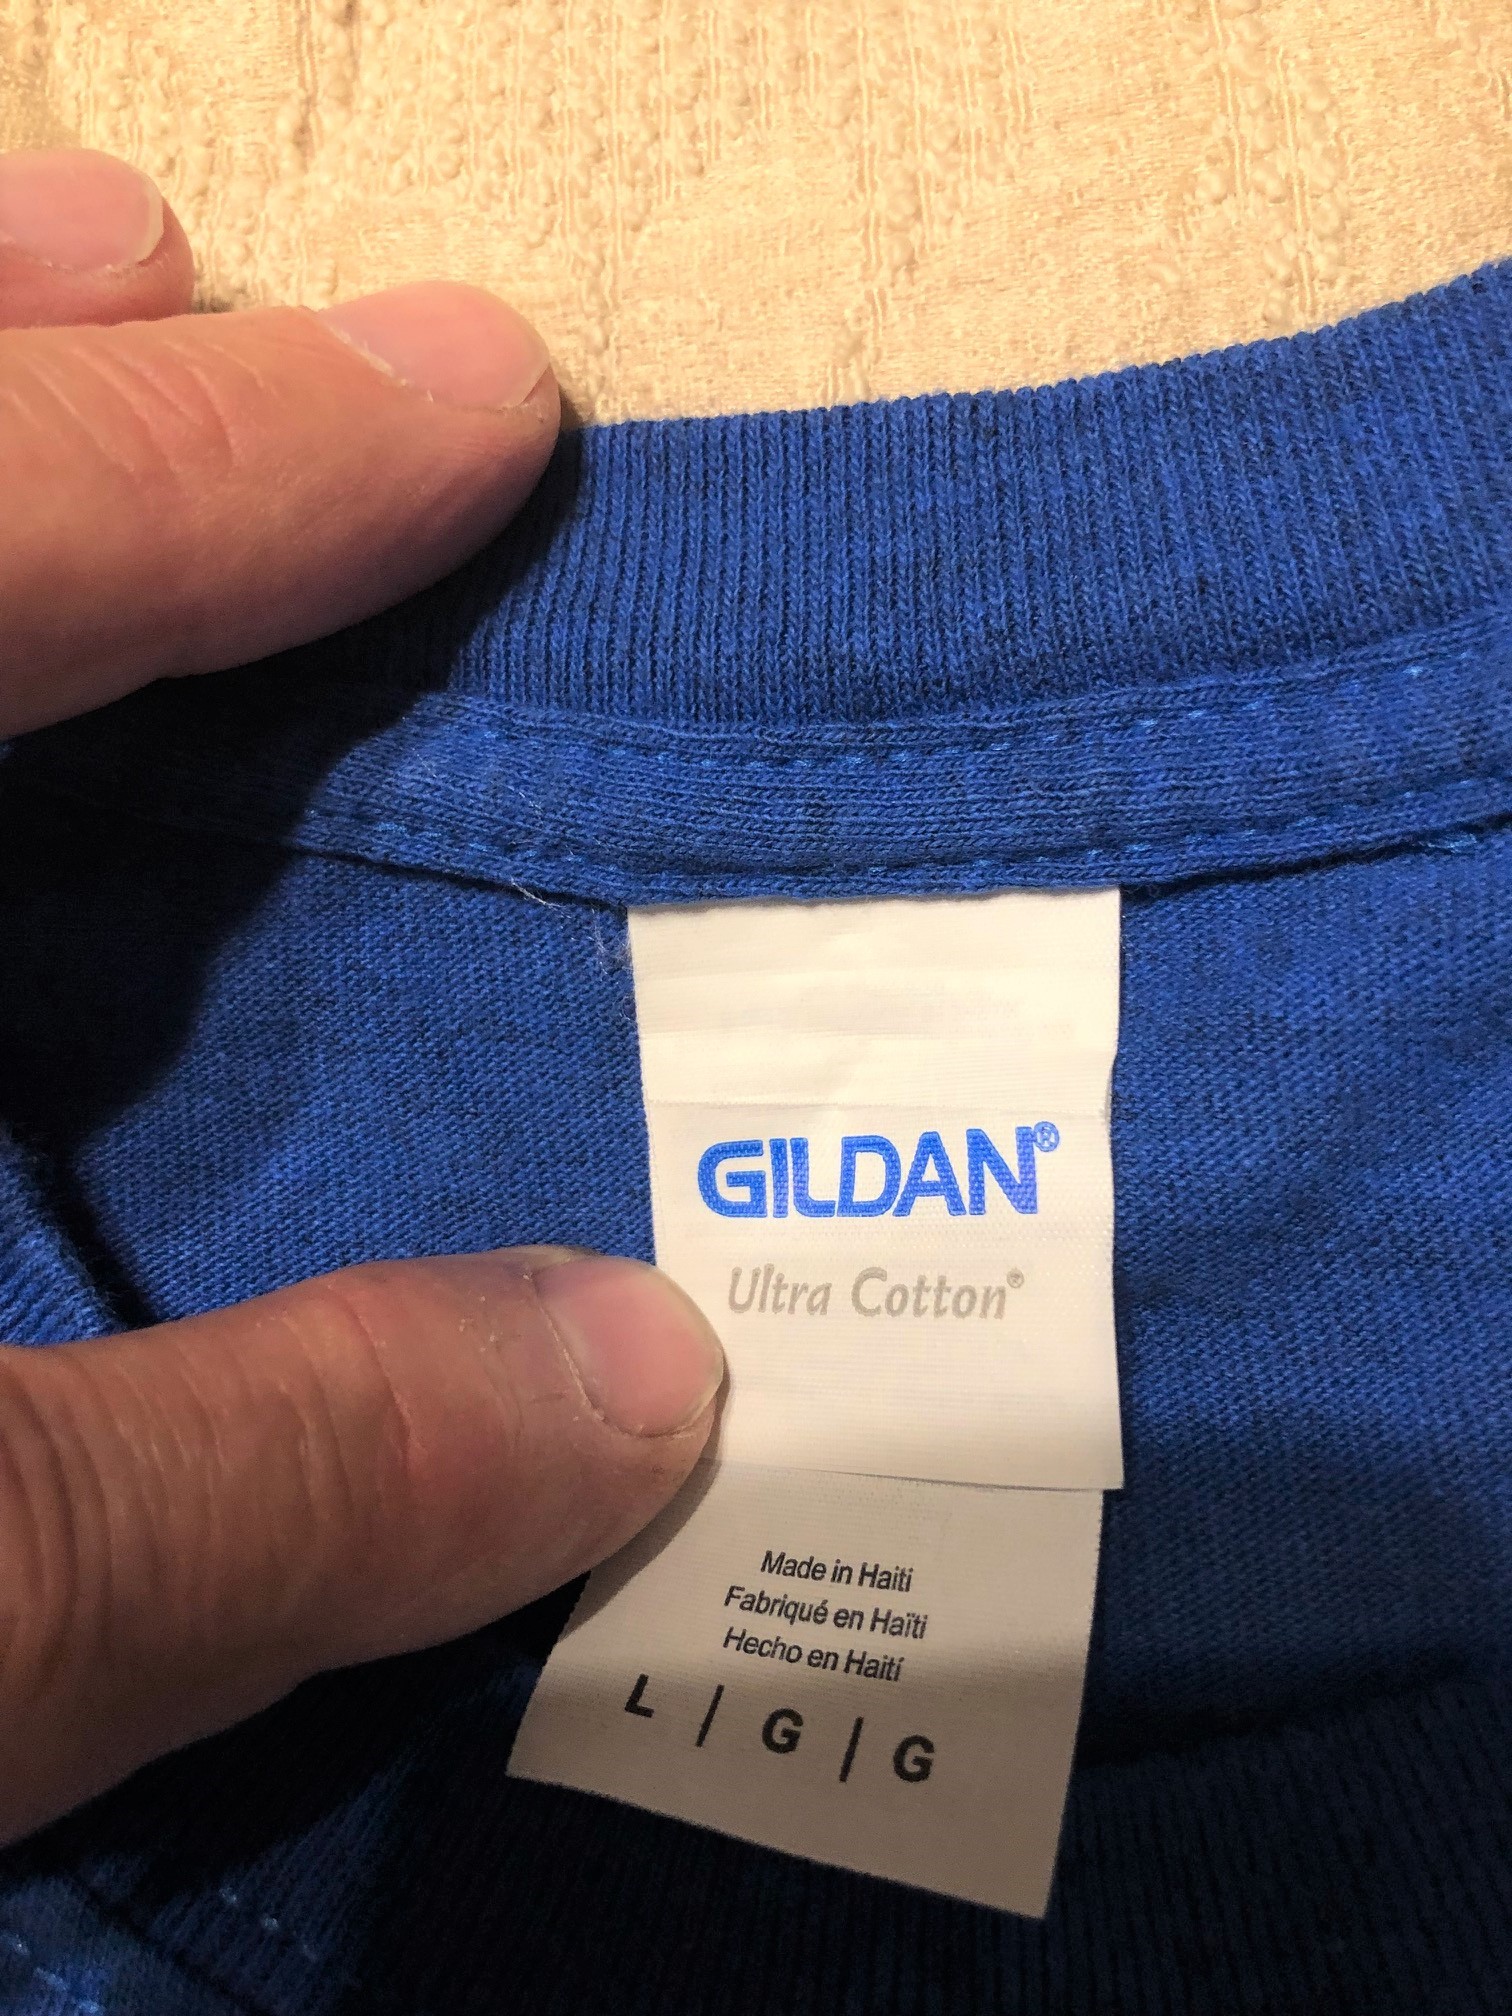 GILDAN®
Ultra Cotton®
Made in Haiti
Fabriqué en Haïti
Hecho en Haití
L | G | G